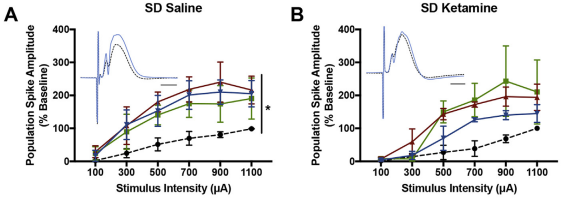 A
SD Saline
Population Spike Amplitude
(% Baseline)
400
300
200
100
0
*
100 300 500 700 900 1100
Stimulus Intensity (µA)
B
SD Ketamine
Population Spike Amplitude
(% Baseline)
400
300
200
100
0
100 300 500 700 900 1100
Stimulus Intensity (µA)